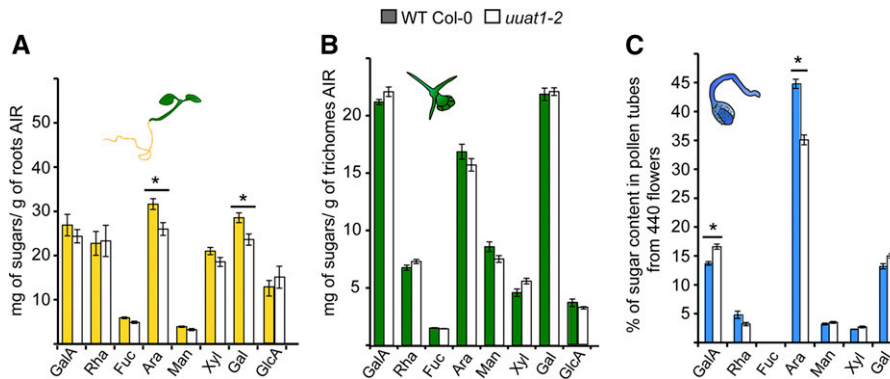 WT Col-0 uuat1-2
A
B
C
mg of sugars/ g of roots AIR
50
40
30
20
10
GalA Rha Fuc Ara Man Xyl Gal GlcA
* *
mg of sugars/ g of trichomes AIR
20
15
10
5
GalA Rha Fuc Ara Man Xyl Gal GlcA
% of sugar content in pollen tubes
from 440 flowers
45
40
35
30
25
20
15
10
5
GalA Rha Fuc Ara Man Xyl Gal
* *